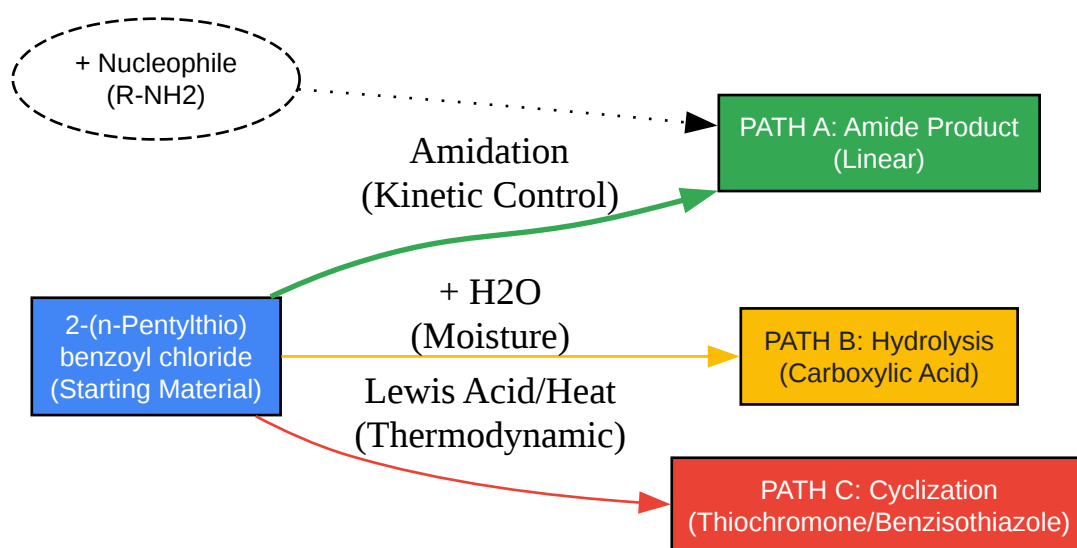 + Nucleophile
(R-NH2)
PATH A: Amide Product
(Linear)
Amidation
(Kinetic Control)
+ H2O
(Moisture)
2-(n-Pentylthio)
benzoyl chloride
(Starting Material)
PATH B: Hydrolysis
(Carboxylic Acid)
Lewis Acid/Heat
(Thermodynamic)
PATH C: Cyclization
(Thiochromone/Benzisothiazole)